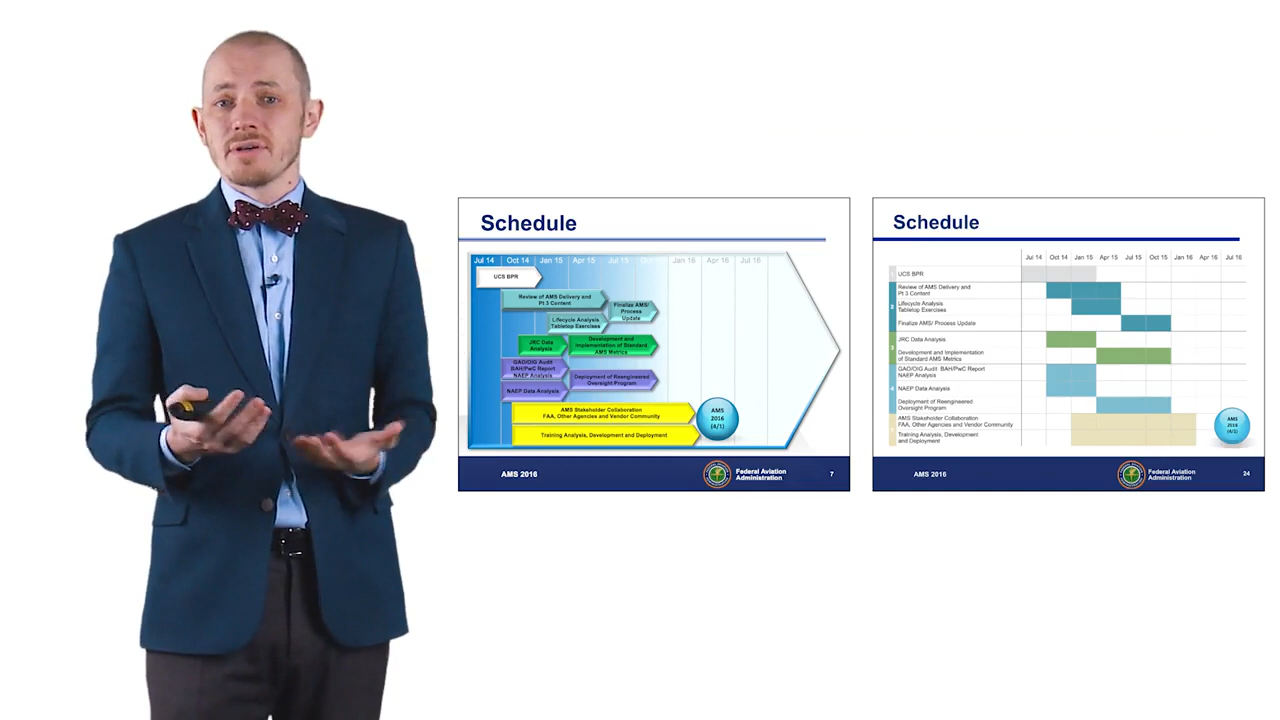 Schedule
Jul 14 Oct 14 Jan 15 Apr 15 Jul 15 Oct 15 Jan 16 Apr 16 Jul 16
UCS BPR
Review of AMS Delivery and
Pt 3 Content
Lifecycle Analysis
Tabletop Exercises
Finalize AMS/
Process
Update
JRC Data
Analysis
Development and
Implementation of Standard
AMS Metrics
GAO/OIG Audit
BAH/PwC Report
NAEP Analysis
NAEP Data Analysis
Deployment of Reengineered
Oversight Program
AMS Stakeholder Collaboration
FAA, Other Agencies and Vendor Community
Training Analysis, Development and Deployment
AMS
2016
(4/1)
AMS 2016
Federal Aviation
Administration
7
Schedule
Jul 14 Oct 14 Jan 15 Apr 15 Jul 15 Oct 15 Jan 16 Apr 16 Jul 16
1 UCS BPR
2
Review of AMS Delivery and
Pt 3 Content
Lifecycle Analysis
Tabletop Exercises
Finalize AMS/ Process Update
3
JRC Data Analysis
Development and Implementation
of Standard AMS Metrics
4
GAO/OIG Audit BAH/PwC Report
NAEP Analysis
NAEP Data Analysis
Deployment of Reengineered
Oversight Program
AMS Stakeholder Collaboration
FAA, Other Agencies and Vendor Community
Training Analysis, Development
and Deployment
AMS
2016
(4/1)
AMS 2016
Federal Aviation
Administration
24